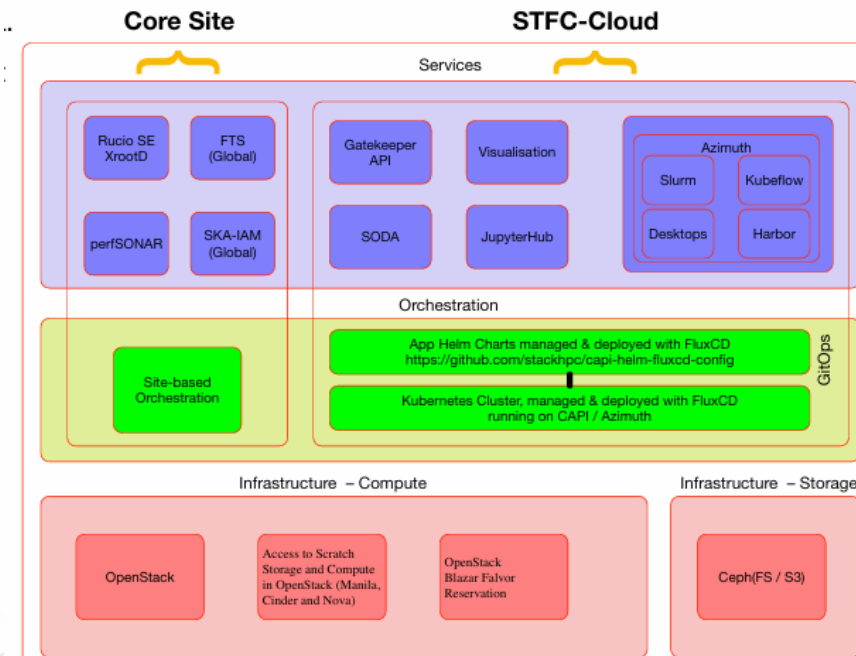 Core Site
STFC-Cloud
Services
Rucio SE
XrootD
FTS
(Global)
perfSONAR
SKA-IAM
(Global)
Gatekeeper
API
Visualisation
SODA
JupyterHub
Azimuth
Slurm
Kubeflow
Desktops
Harbor
Orchestration
Site-based
Orchestration
App Helm Charts managed & deployed with FluxCD
https://github.com/stackhpc/capi-helm-fluxcd-config
Kubernetes Cluster, managed & deployed with FluxCD
running on CAPI / Azimuth
GitOps
Infrastructure – Compute
Infrastructure – Storage
OpenStack
Access to Scratch
Storage and Compute
in OpenStack (Manila,
Cinder and Nova)
OpenStack
Blazar Falvor
Reservation
Ceph(FS / S3)